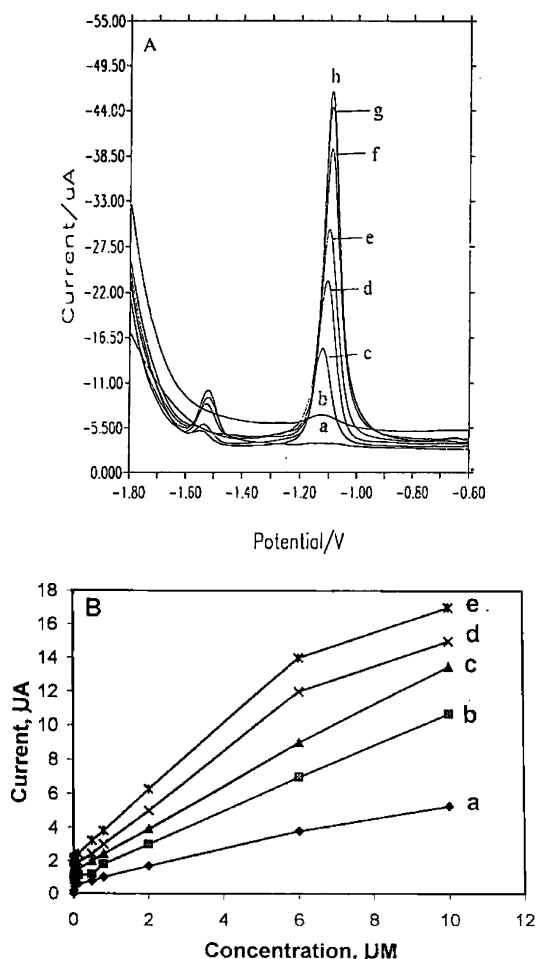 A
-55.00
-49.50
-44.00
-38.50
-33.00
-27.50
-22.00
-16.50
-11.00
-5.500
0.000
Current/uA
h
g
f
e
d
c
b
a
-1.80
-1.60
-1.40
-1.20
-1.00
-0.80
-0.60
Potential/V
B
18
16
14
12
10
8
6
4
2
0
Current, µA
e
d
c
b
a
0
2
4
6
8
10
12
Concentration, µM